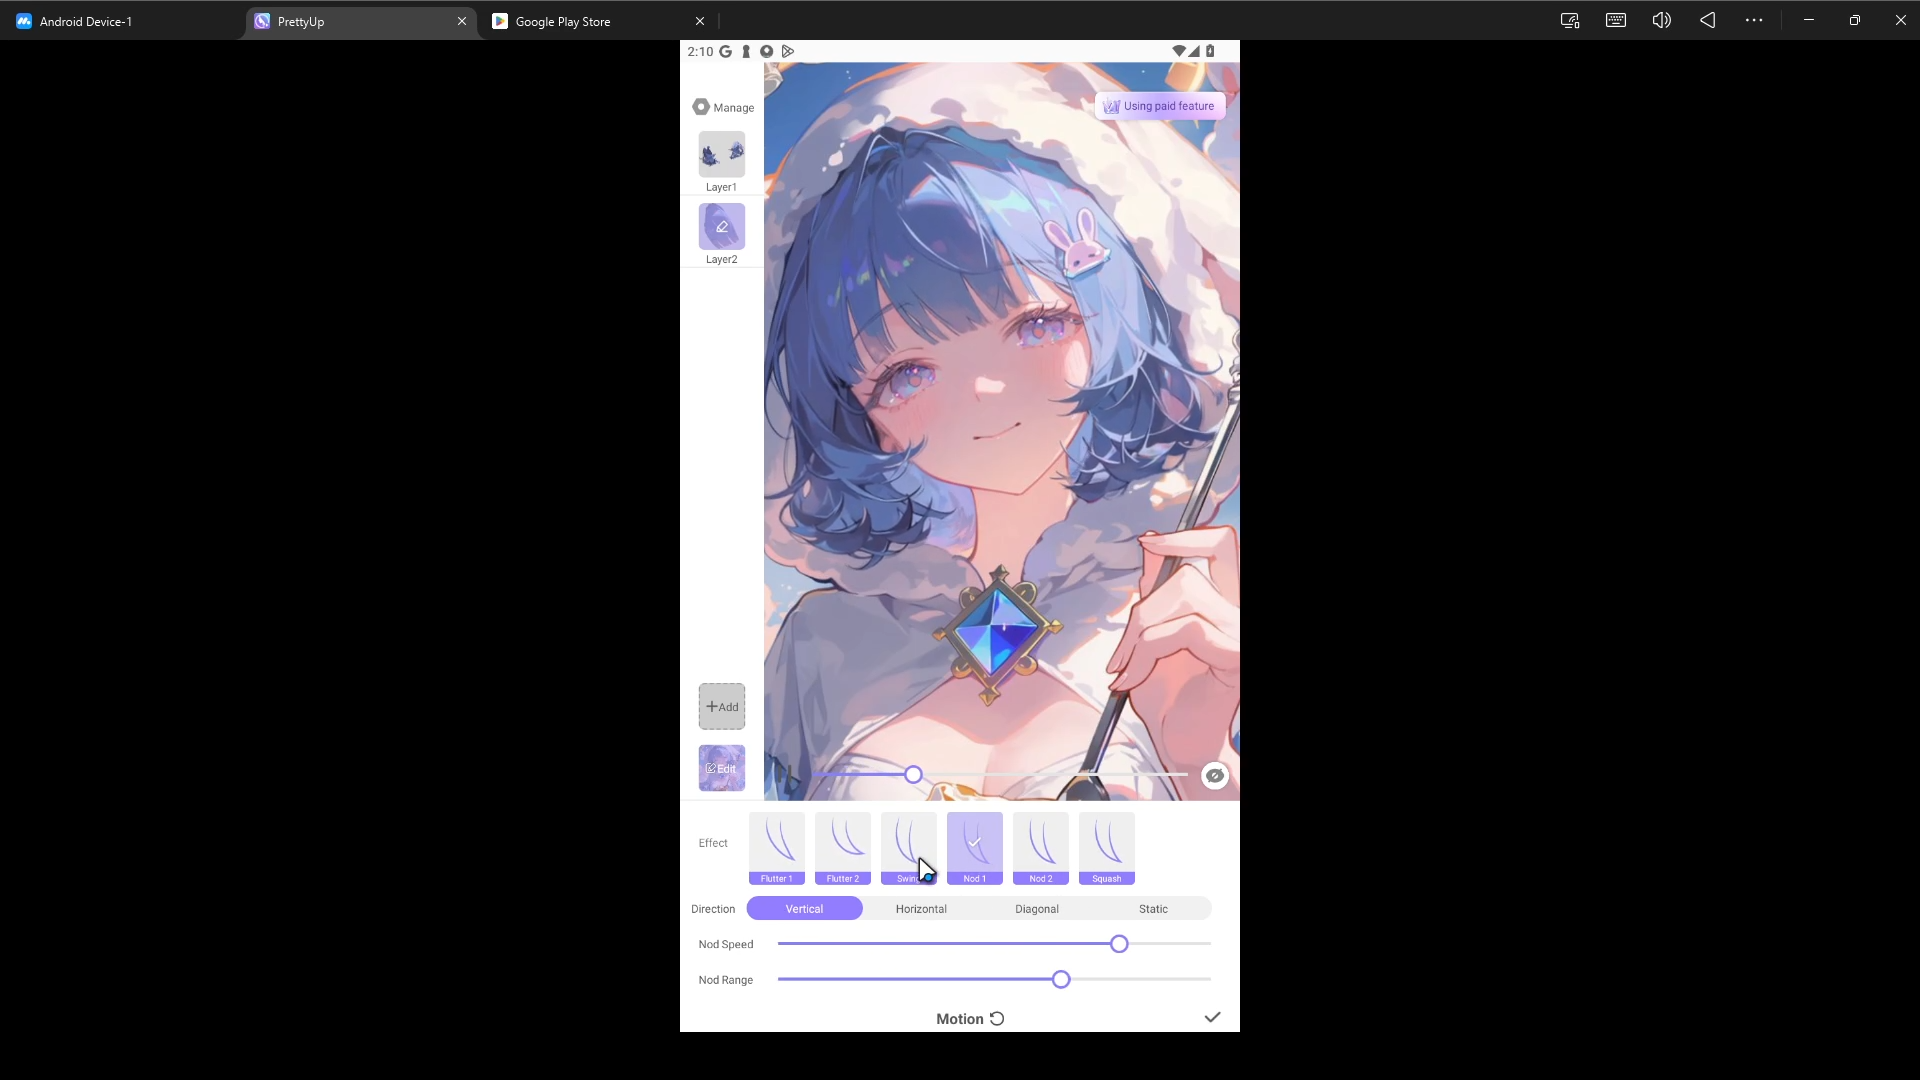 Android Device-1
PrettyUp
Google Play Store
2:10
Manage
Using paid feature
Layer1
Layer2
+Add
Edit
Effect
Flutter 1
Flutter 2
Nod 1
Nod 2
Squash
Direction
Vertical
Horizontal
Diagonal
Static
Nod Speed
Nod Range
Motion